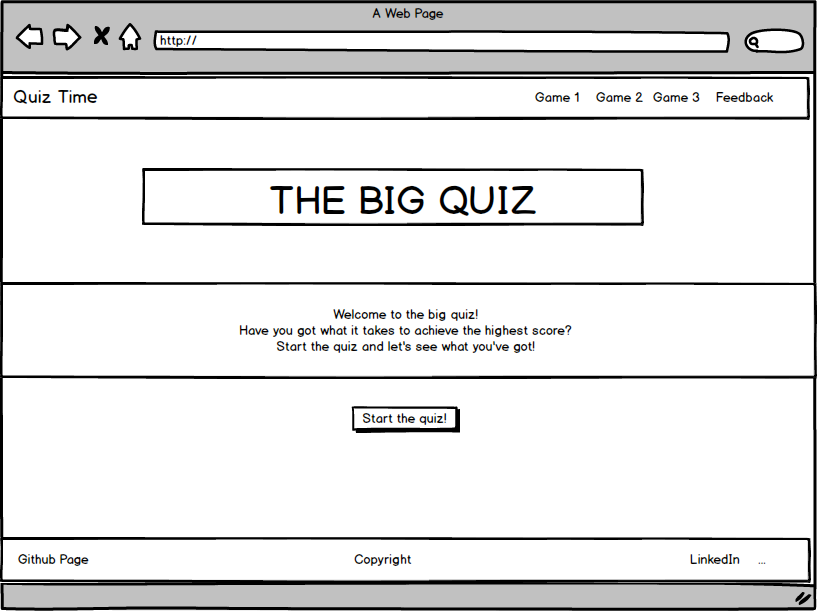 A Web Page
http://
Quiz Time
Game 1 Game 2 Game 3 Feedback
THE BIG QUIZ
Welcome to the big quiz!
Have you got what it takes to achieve the highest score?
Start the quiz and let's see what you've got!
Start the quiz!
Github Page Copyright LinkedIn ...